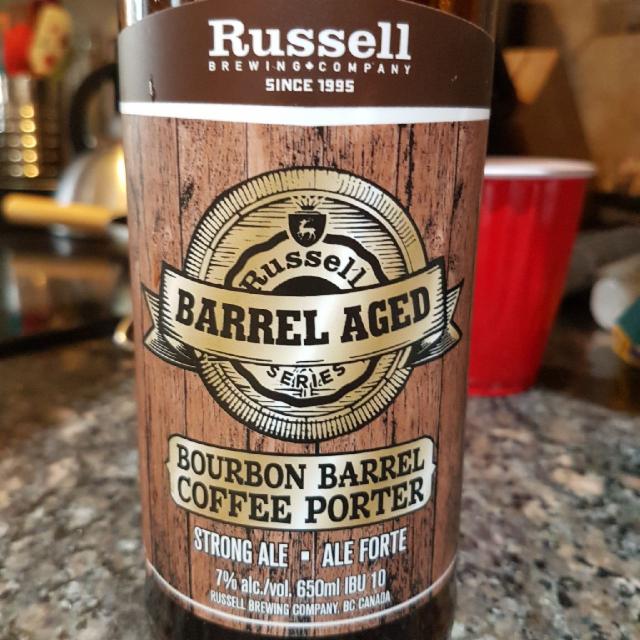 Russell
BREWING COMPANY
SINCE 1995
Russell
BARREL AGED
SERIES
BOURBON BARREL
COFFEE PORTER
STRONG ALE ▪ ALE FORTE
7% alc./vol. 650ml IBU 10
RUSSELL BREWING COMPANY, BC CANADA